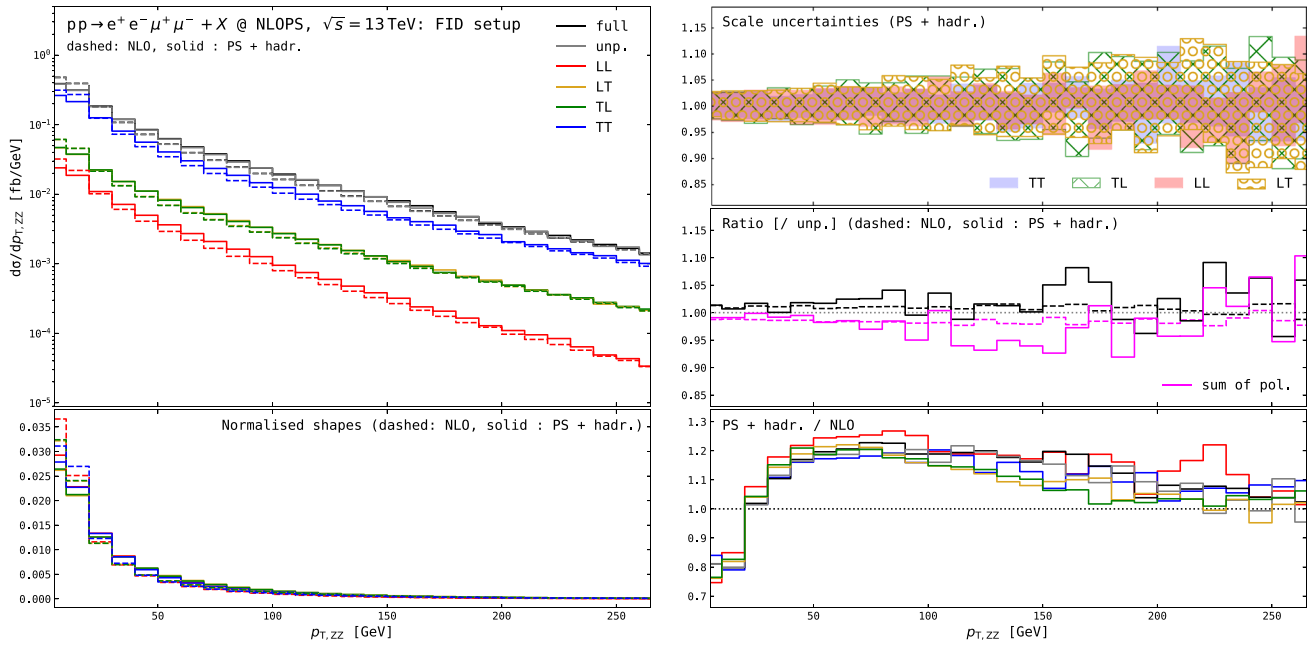 pp→e⁺e⁻μ⁺μ⁻+X @ NLOPS, √s = 13 TeV: FID setup
dashed: NLO, solid : PS + hadr.
full
unp.
LL
LT
TL
TT
dσ/dp_T,ZZ [fb/GeV]
10⁰
10⁻¹
10⁻²
10⁻³
10⁻⁴
10⁻⁵
Normalised shapes (dashed: NLO, solid : PS + hadr.)
0.035
0.030
0.025
0.020
0.015
0.010
0.005
0.000
50
100
150
200
250
p_T,ZZ [GeV]
Scale uncertainties (PS + hadr.)
1.15
1.10
1.05
1.00
0.95
0.90
0.85
TT
TL
LL
LT
Ratio [/ unp.] (dashed: NLO, solid : PS + hadr.)
1.15
1.10
1.05
1.00
0.95
0.90
0.85
sum of pol.
PS + hadr. / NLO
1.3
1.2
1.1
1.0
0.9
0.8
0.7
50
100
150
200
250
p_T,ZZ [GeV]